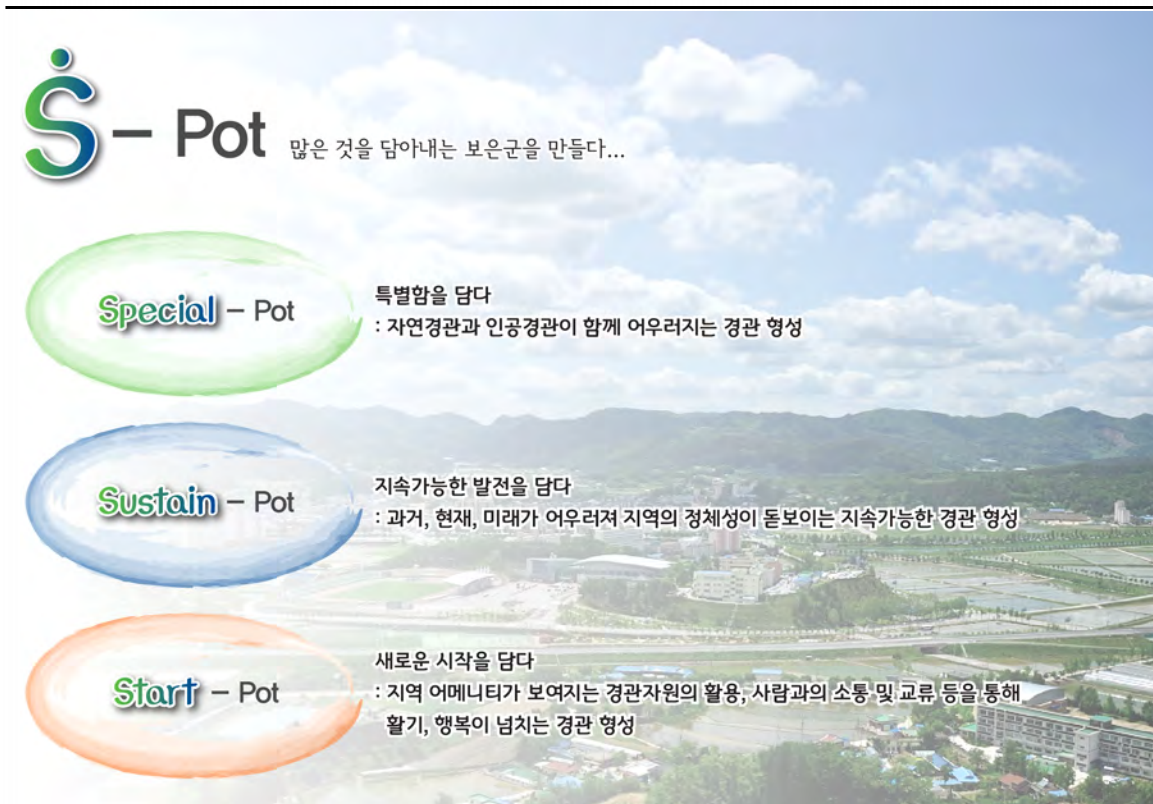 S – Pot 많은 것을 담아내는 보은군을 만들다...
Special – Pot
특별함을 담다
: 자연경관과 인공경관이 함께 어우러지는 경관 형성
Sustain – Pot
지속가능한 발전을 담다
: 과거, 현재, 미래가 어우러져 지역의 정체성이 돋보이는 지속가능한 경관 형성
Start – Pot
새로운 시작을 담다
: 지역 어메니티가 보여지는 경관자원의 활용, 사람과의 소통 및 교류 등을 통해
활기, 행복이 넘치는 경관 형성